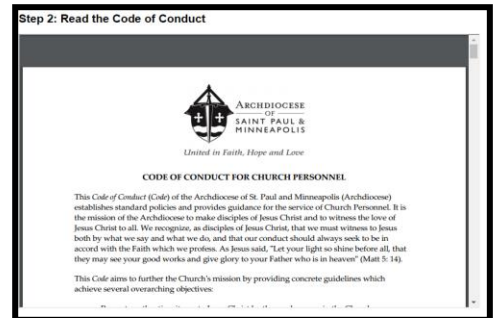 Step 2: Read the Code of Conduct
ARCHDIOCESE
OF
SAINT PAUL &
MINNEAPOLIS
United in Faith, Hope and Love
CODE OF CONDUCT FOR CHURCH PERSONNEL
This Code of Conduct (Code) of the Archdiocese of St. Paul and Minneapolis (Archdiocese)
establishes standard policies and provides guidance for the service of Church Personnel. It is
the mission of the Archdiocese to make disciples of Jesus Christ and to witness the love of
Jesus Christ to all. We recognize, as disciples of Jesus Christ, that we must witness to Jesus
both by what we say and what we do, and that our conduct should always seek to be in
accord with the Faith which we profess. As Jesus said, "Let your light so shine before all, that
they may see your good works and give glory to your Father who is in heaven" (Matt 5: 14).
This Code aims to further the Church's mission by providing concrete guidelines which
achieve several overarching objectives: